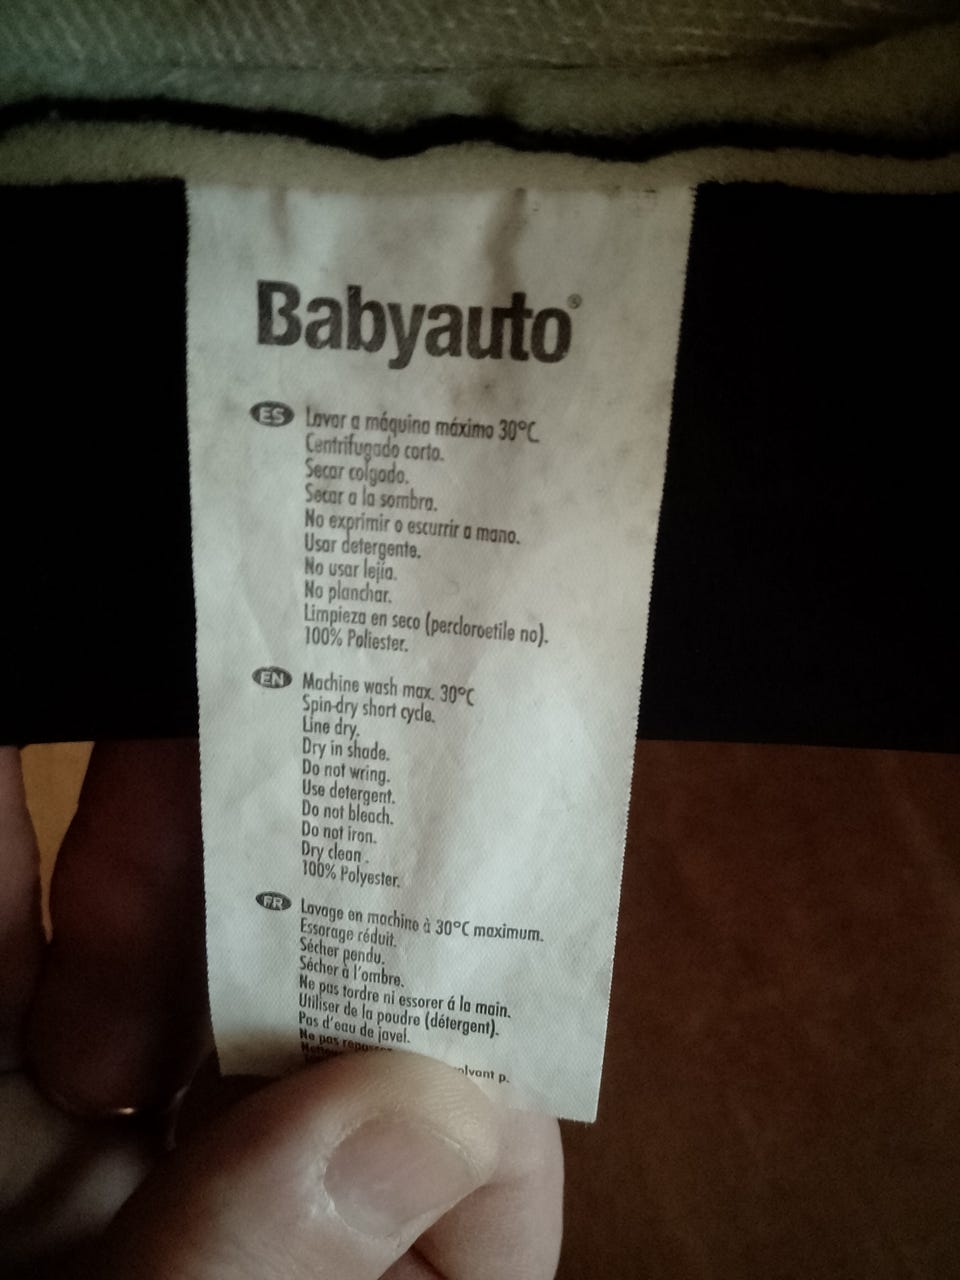 Babyauto®
ES Lavar a máquina máximo 30°C
Centrifugado corto.
Secar colgado.
Secar a la sombra.
No exprimir o escurrir a mano.
Usar detergente.
No usar lejía.
No planchar.
Limpieza en seco (percloroetile no).
100% Poliester.
EN Machine wash max. 30°C
Spin-dry short cycle.
Line dry.
Dry in shade.
Do not wring.
Use detergent.
Do not bleach.
Do not iron.
Dry clean .
100% Polyester.
FR Lavage en machine à 30°C maximum.
Essorage réduit.
Sécher pendu.
Sécher à l'ombre.
Ne pas tordre ni essorer á la main.
Utiliser de la poudre (détergent).
Pas d'eau de javel.
Ne pas
p.